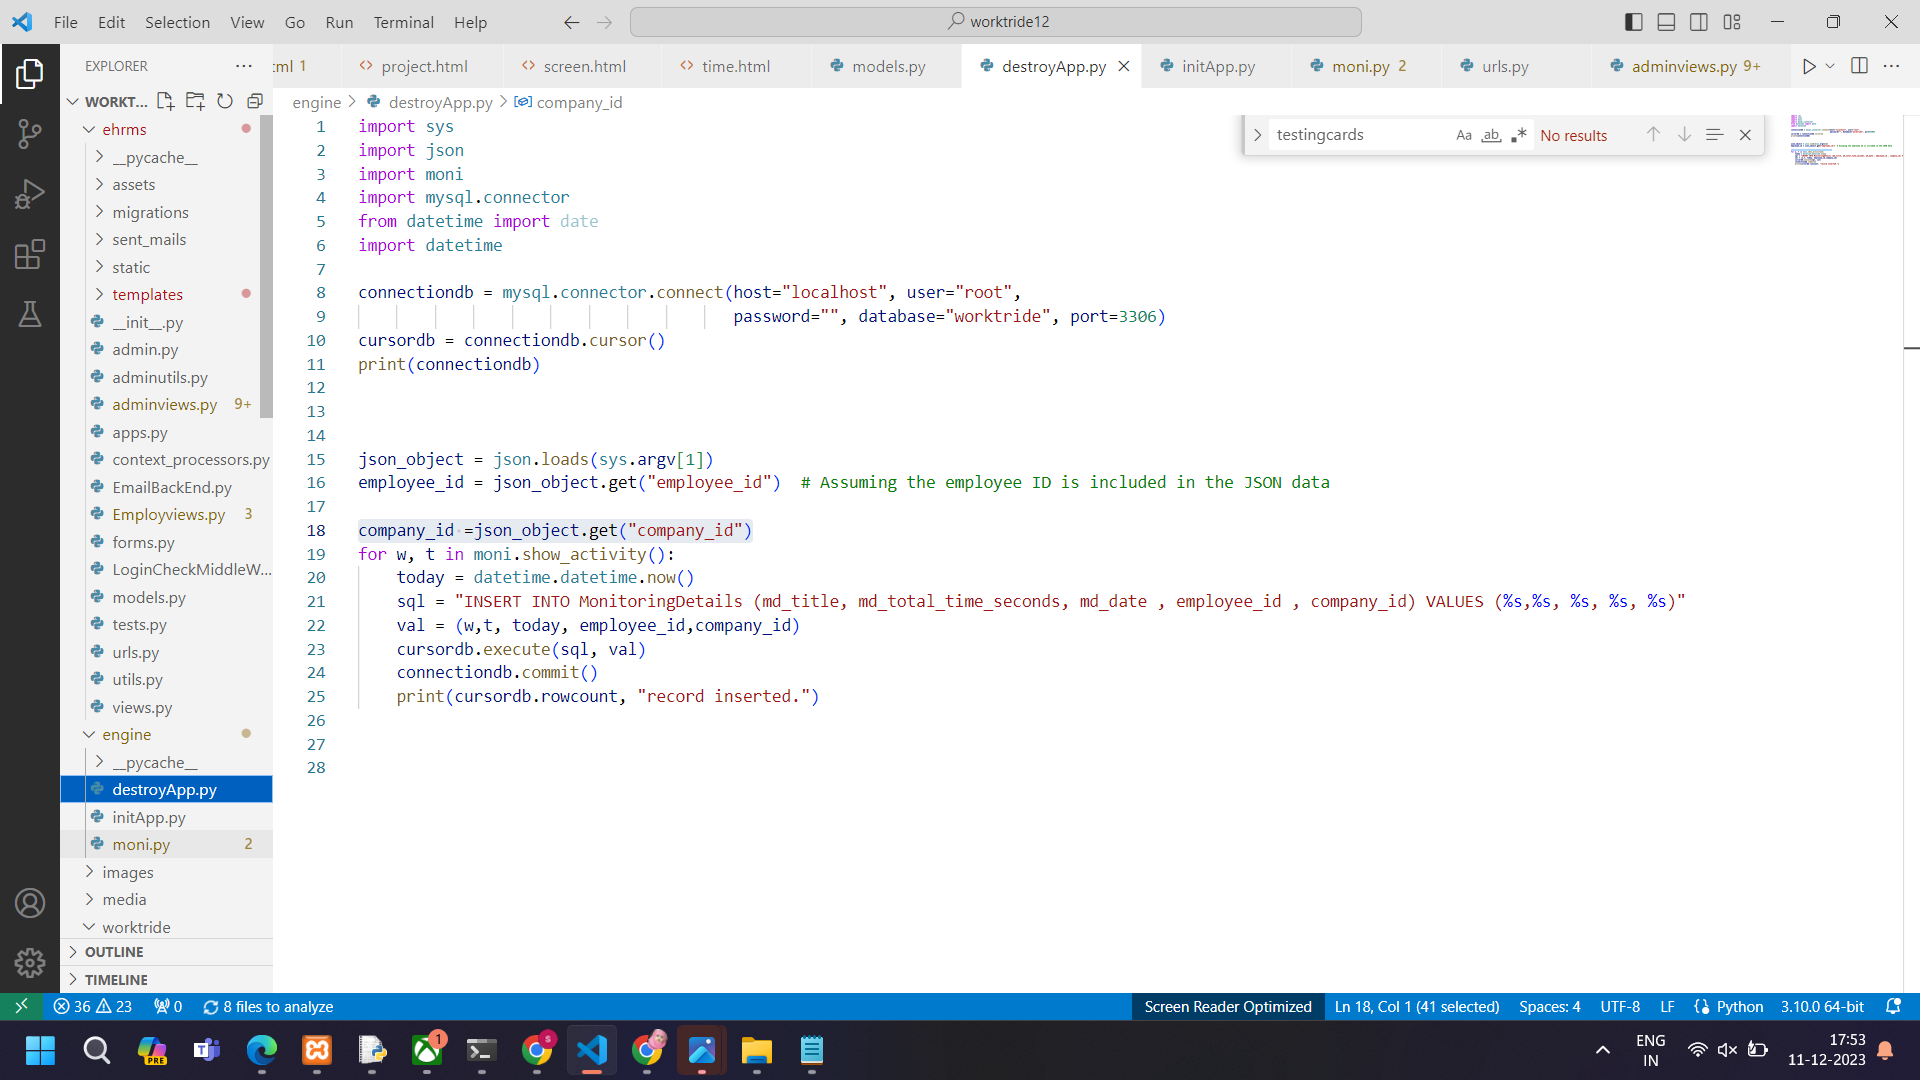 File Edit Selection View Go Run Terminal Help
worktride12
EXPLORER
tml 1
project.html
screen.html
time.html
models.py
destroyApp.py
initApp.py
moni.py 2
urls.py
adminviews.py 9+
WORKT...
engine > destroyApp.py > company_id
testingcards
Aa ab .* No results
ehrms
__pycache__
assets
migrations
sent_mails
static
templates
__init__.py
admin.py
adminutils.py
adminviews.py 9+
apps.py
context_processors.py
EmailBackEnd.py
Employviews.py 3
forms.py
LoginCheckMiddleW...
models.py
tests.py
urls.py
utils.py
views.py
engine
__pycache__
destroyApp.py
initApp.py
moni.py 2
images
media
worktride
OUTLINE
TIMELINE
1 import sys
2 import json
3 import moni
4 import mysql.connector
5 from datetime import date
6 import datetime
7
8 connectiondb = mysql.connector.connect(host="localhost", user="root",
9 password="", database="worktride", port=3306)
10 cursordb = connectiondb.cursor()
11 print(connectiondb)
12
13
14
15 json_object = json.loads(sys.argv[1])
16 employee_id = json_object.get("employee_id")  # Assuming the employee ID is included in the JSON data
17
18 company_id =json_object.get("company_id")
19 for w, t in moni.show_activity():
20 today = datetime.datetime.now()
21 sql = "INSERT INTO MonitoringDetails (md_title, md_total_time_seconds, md_date , employee_id , company_id) VALUES (%s,%s, %s, %s, %s)"
22 val = (w,t, today, employee_id,company_id)
23 cursordb.execute(sql, val)
24 connectiondb.commit()
25 print(cursordb.rowcount, "record inserted.")
26
27
28
36 23 0 8 files to analyze
Screen Reader Optimized Ln 18, Col 1 (41 selected) Spaces: 4 UTF-8 LF Python 3.10.0 64-bit
PRE
1
ENG
IN
17:53
11-12-2023